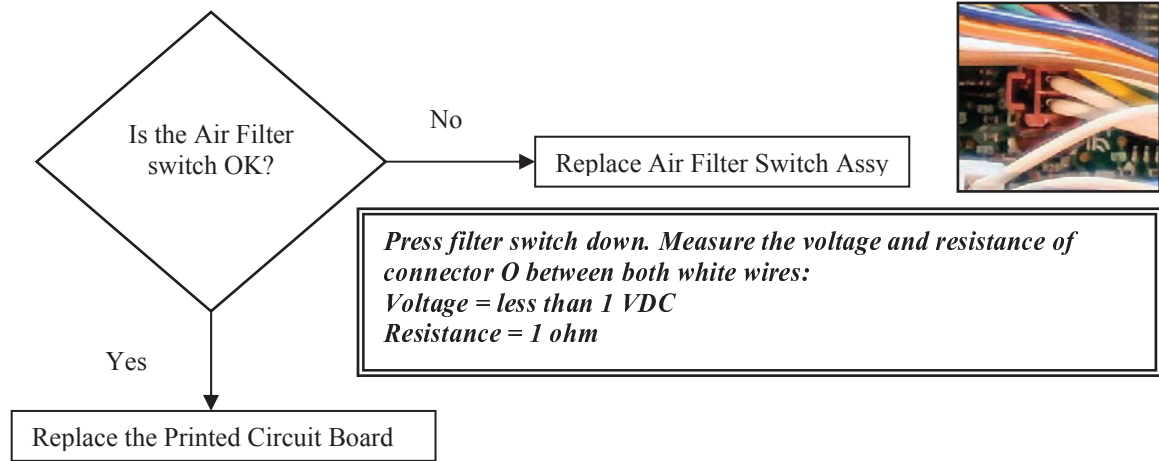 Is the Air Filter
switch OK?
No
Replace Air Filter Switch Assy
Press filter switch down. Measure the voltage and resistance of
connector O between both white wires:
Voltage = less than 1 VDC
Resistance = 1 ohm
Yes
Replace the Printed Circuit Board